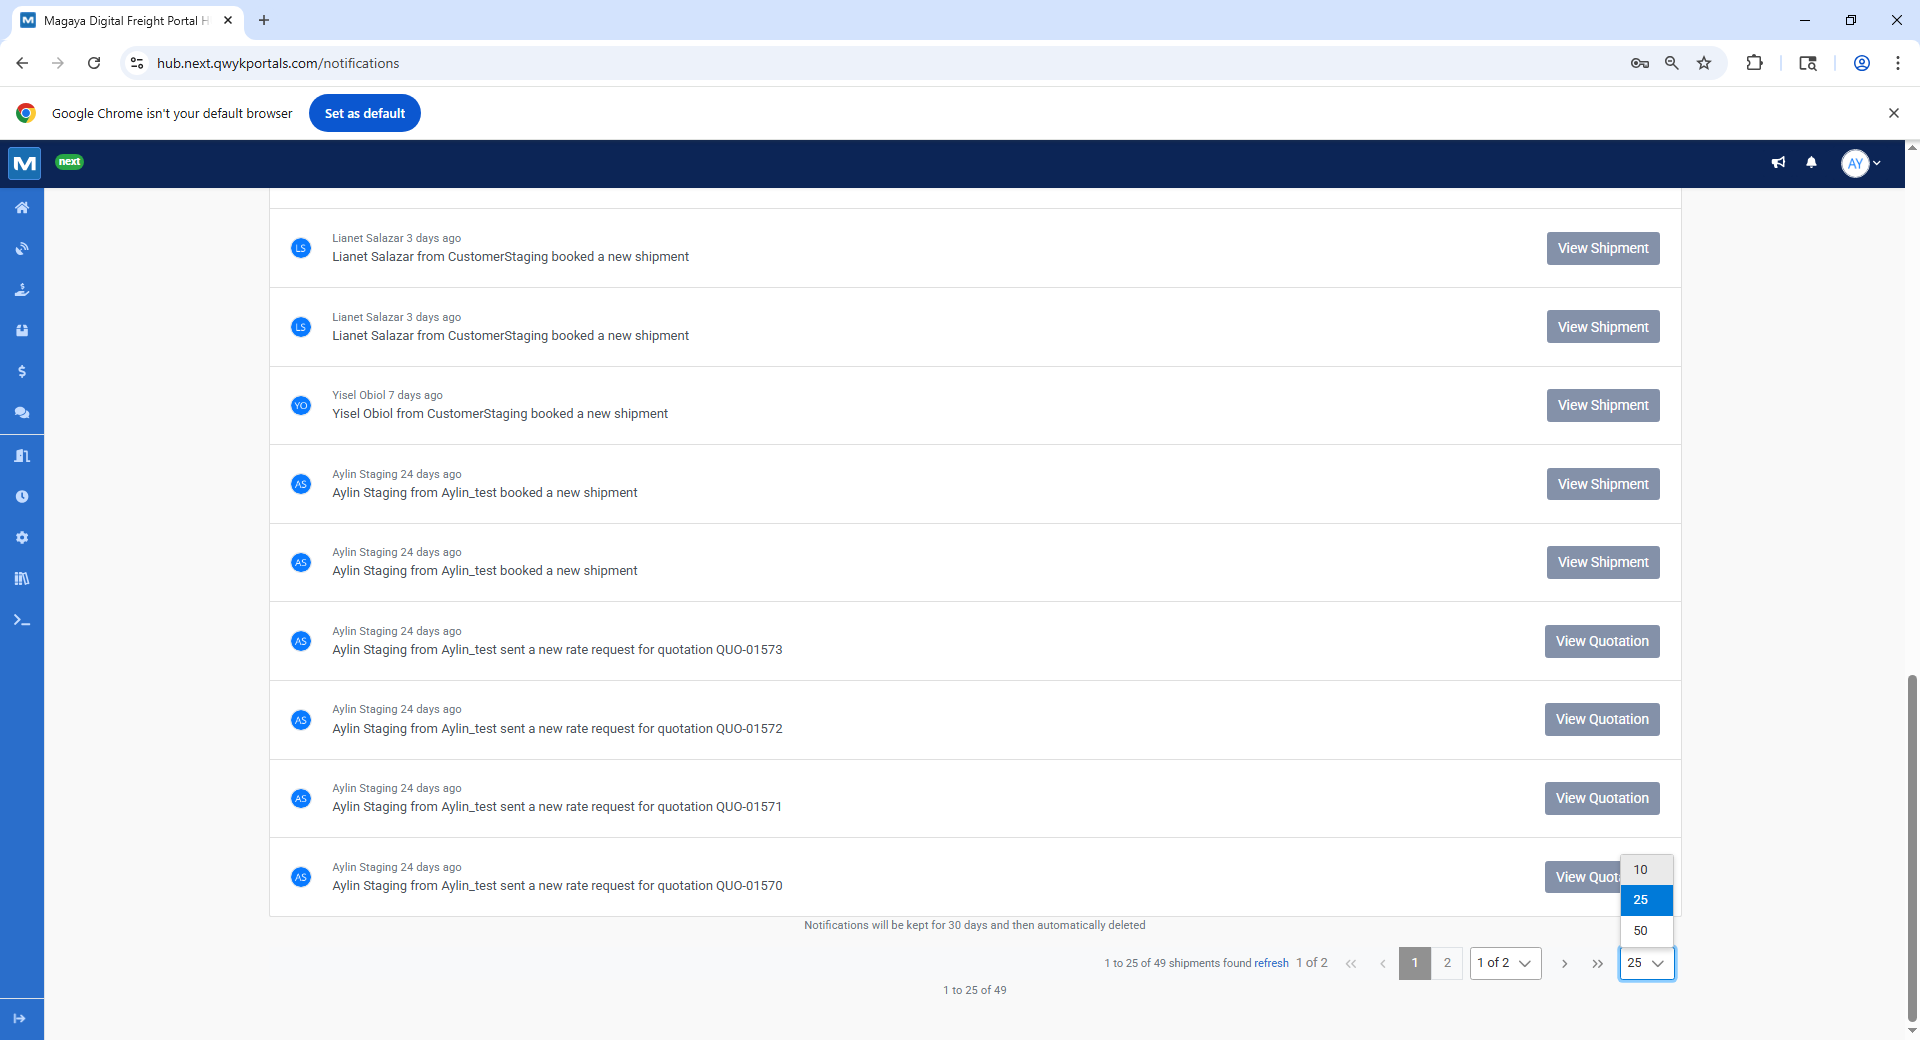 Magaya Digital Freight Portal H
hub.next.qwykportals.com/notifications
Google Chrome isn't your default browser
Set as default
M
next
AY
LS
Lianet Salazar 3 days ago
Lianet Salazar from CustomerStaging booked a new shipment
View Shipment
LS
Lianet Salazar 3 days ago
Lianet Salazar from CustomerStaging booked a new shipment
View Shipment
YO
Yisel Obiol 7 days ago
Yisel Obiol from CustomerStaging booked a new shipment
View Shipment
AS
Aylin Staging 24 days ago
Aylin Staging from Aylin_test booked a new shipment
View Shipment
AS
Aylin Staging 24 days ago
Aylin Staging from Aylin_test booked a new shipment
View Shipment
AS
Aylin Staging 24 days ago
Aylin Staging from Aylin_test sent a new rate request for quotation QUO-01573
View Quotation
AS
Aylin Staging 24 days ago
Aylin Staging from Aylin_test sent a new rate request for quotation QUO-01572
View Quotation
AS
Aylin Staging 24 days ago
Aylin Staging from Aylin_test sent a new rate request for quotation QUO-01571
View Quotation
AS
Aylin Staging 24 days ago
Aylin Staging from Aylin_test sent a new rate request for quotation QUO-01570
View Quota
10
25
50
Notifications will be kept for 30 days and then automatically deleted
1 to 25 of 49 shipments found refresh 1 of 2 « ‹ 1 2 1 of 2 › » 25
1 to 25 of 49